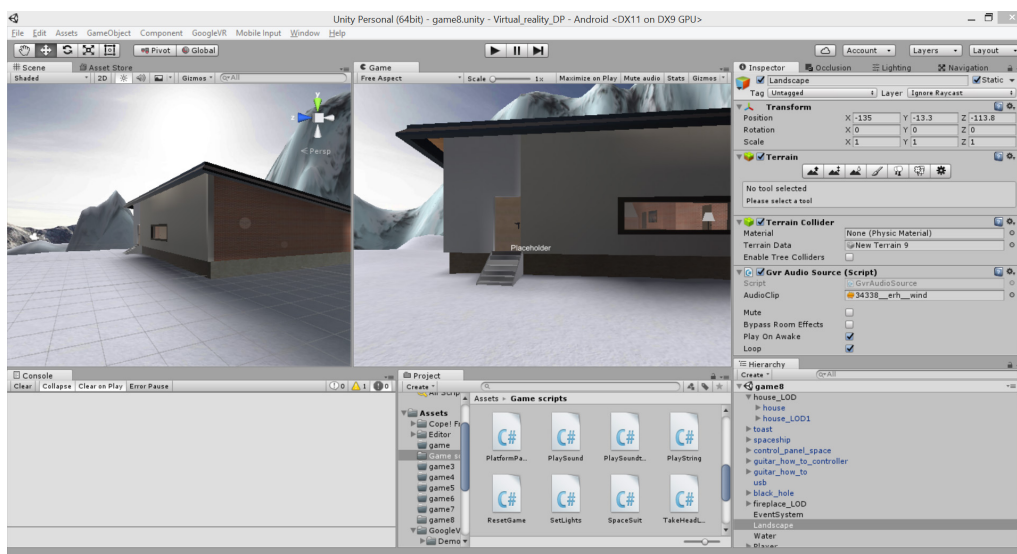 Unity Personal (64bit) - game8.unity - Virtual_reality_DP - Android <DX11 on DX9 GPU>
File Edit Assets GameObject Component GoogleVR Mobile Input Window Help
Pivot Global Account Layers Layout
Scene Asset Store
Shaded 2D Gizmos All
y
z
Persp
Game
Free Aspect Scale 1x Maximize on Play Mute audio Stats Gizmos
Placeholder
Inspector Occlusion Lighting Navigation
Landscape Static
Tag Untagged Layer Ignore Raycast
Transform
Position X -135 Y -13.3 Z -113.8
Rotation X 0 Y 0 Z 0
Scale X 1 Y 1 Z 1
Terrain
No tool selected
Please select a tool
Terrain Collider
Material None (Physic Material)
Terrain Data New Terrain 9
Enable Tree Colliders
Gvr Audio Source (Script)
Script GvrAudioSource
AudioClip 34338__erh__wind
Mute
Bypass Room Effects
Play On Awake
Loop
Console
Clear Collapse Clear on Play Error Pause 0 1 0
Project
Create
Assets
Editor
game
game3
game4
game5
game6
game7
game8
Demo
Assets Game scripts
C# C# C# C#
PlatformPa... PlaySound PlaySoundt... PlayString
C# C# C# C#
ResetGame SetLights SpaceSuit TakeHeadL...
Hierarchy
Create All
game8
house_LOD
house
house_LOD1
toast
spaceship
control_panel_space
guitar_how_to_controller
guitar_how_to
usb
black_hole
fireplace_LOD
EventSystem
Landscape
Water
Player